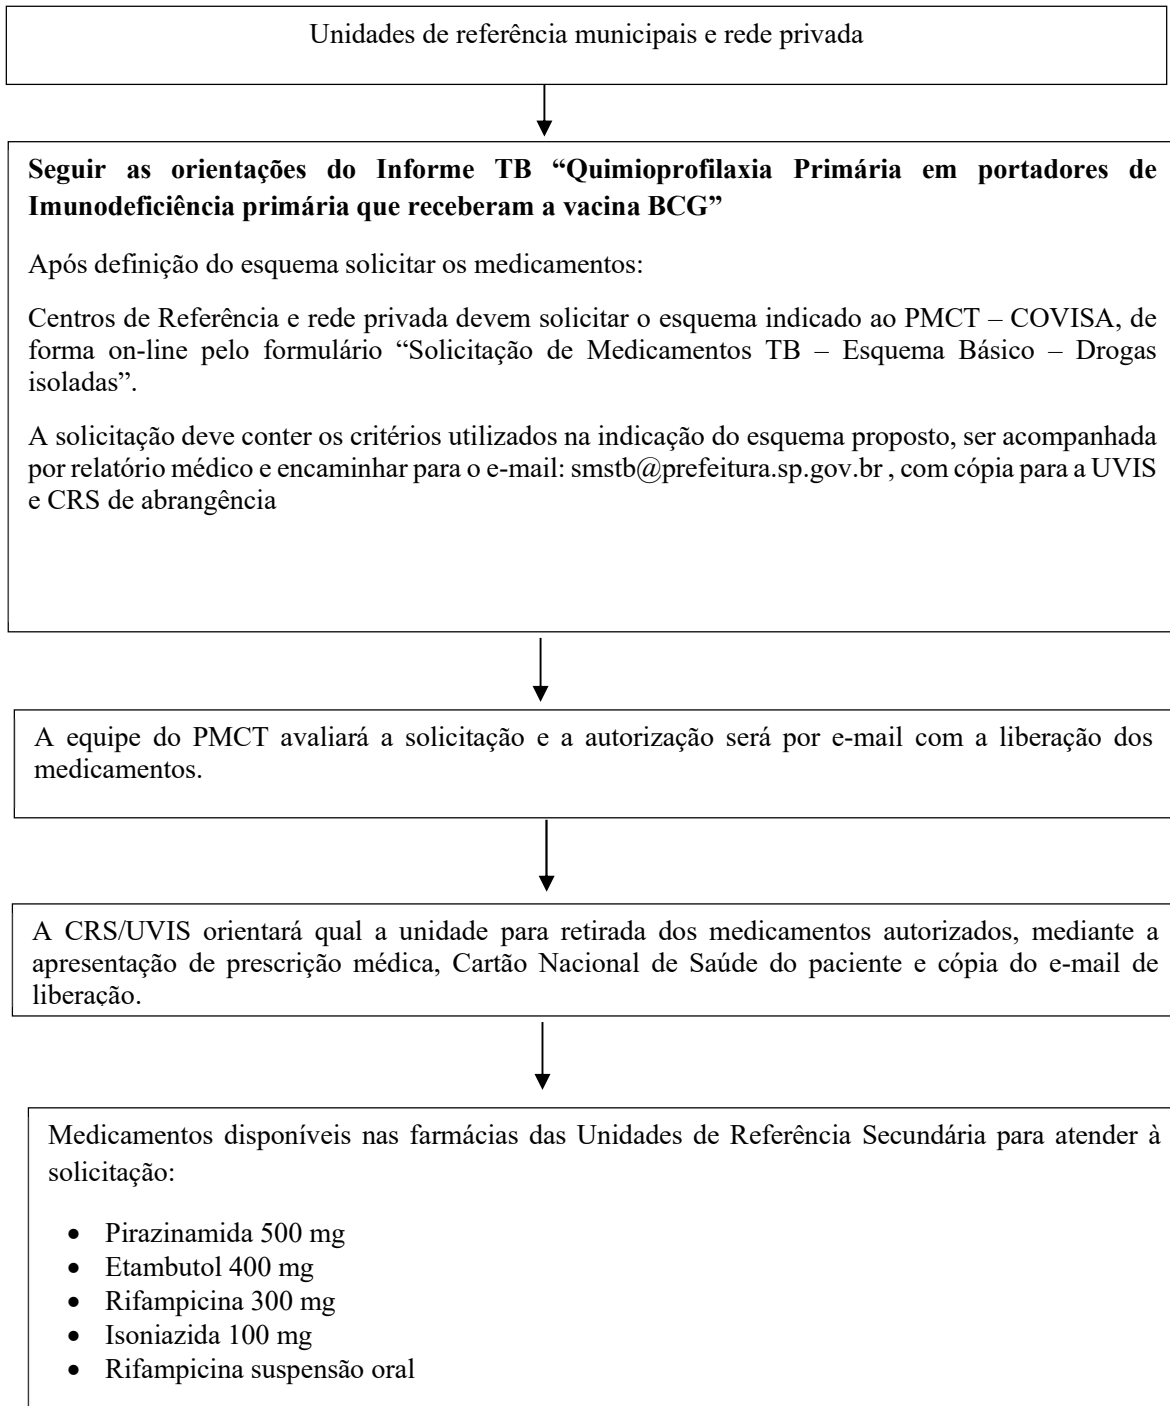 Unidades de referência municipais e rede privada
Seguir as orientações do Informe TB “Quimioprofilaxia Primária em portadores de
Imunodeficiência primária que receberam a vacina BCG”
Após definição do esquema solicitar os medicamentos:
Centros de Referência e rede privada devem solicitar o esquema indicado ao PMCT – COVISA, de
forma on-line pelo formulário “Solicitação de Medicamentos TB – Esquema Básico – Drogas
isoladas”.
A solicitação deve conter os critérios utilizados na indicação do esquema proposto, ser acompanhada
por relatório médico e encaminhar para o e-mail: smstb@prefeitura.sp.gov.br , com cópia para a UVIS
e CRS de abrangência
A equipe do PMCT avaliará a solicitação e a autorização será por e-mail com a liberação dos
medicamentos.
A CRS/UVIS orientará qual a unidade para retirada dos medicamentos autorizados, mediante a
apresentação de prescrição médica, Cartão Nacional de Saúde do paciente e cópia do e-mail de
liberação.
Medicamentos disponíveis nas farmácias das Unidades de Referência Secundária para atender à
solicitação:
• Pirazinamida 500 mg
• Etambutol 400 mg
• Rifampicina 300 mg
• Isoniazida 100 mg
• Rifampicina suspensão oral